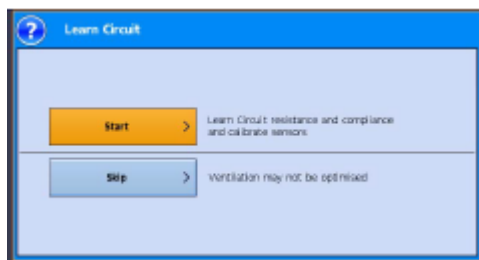 ?
Learn Circuit
Start >
Learn Circuit resistance and compliance
and calibrate sensors
Skip >
Ventilation may not be optimised